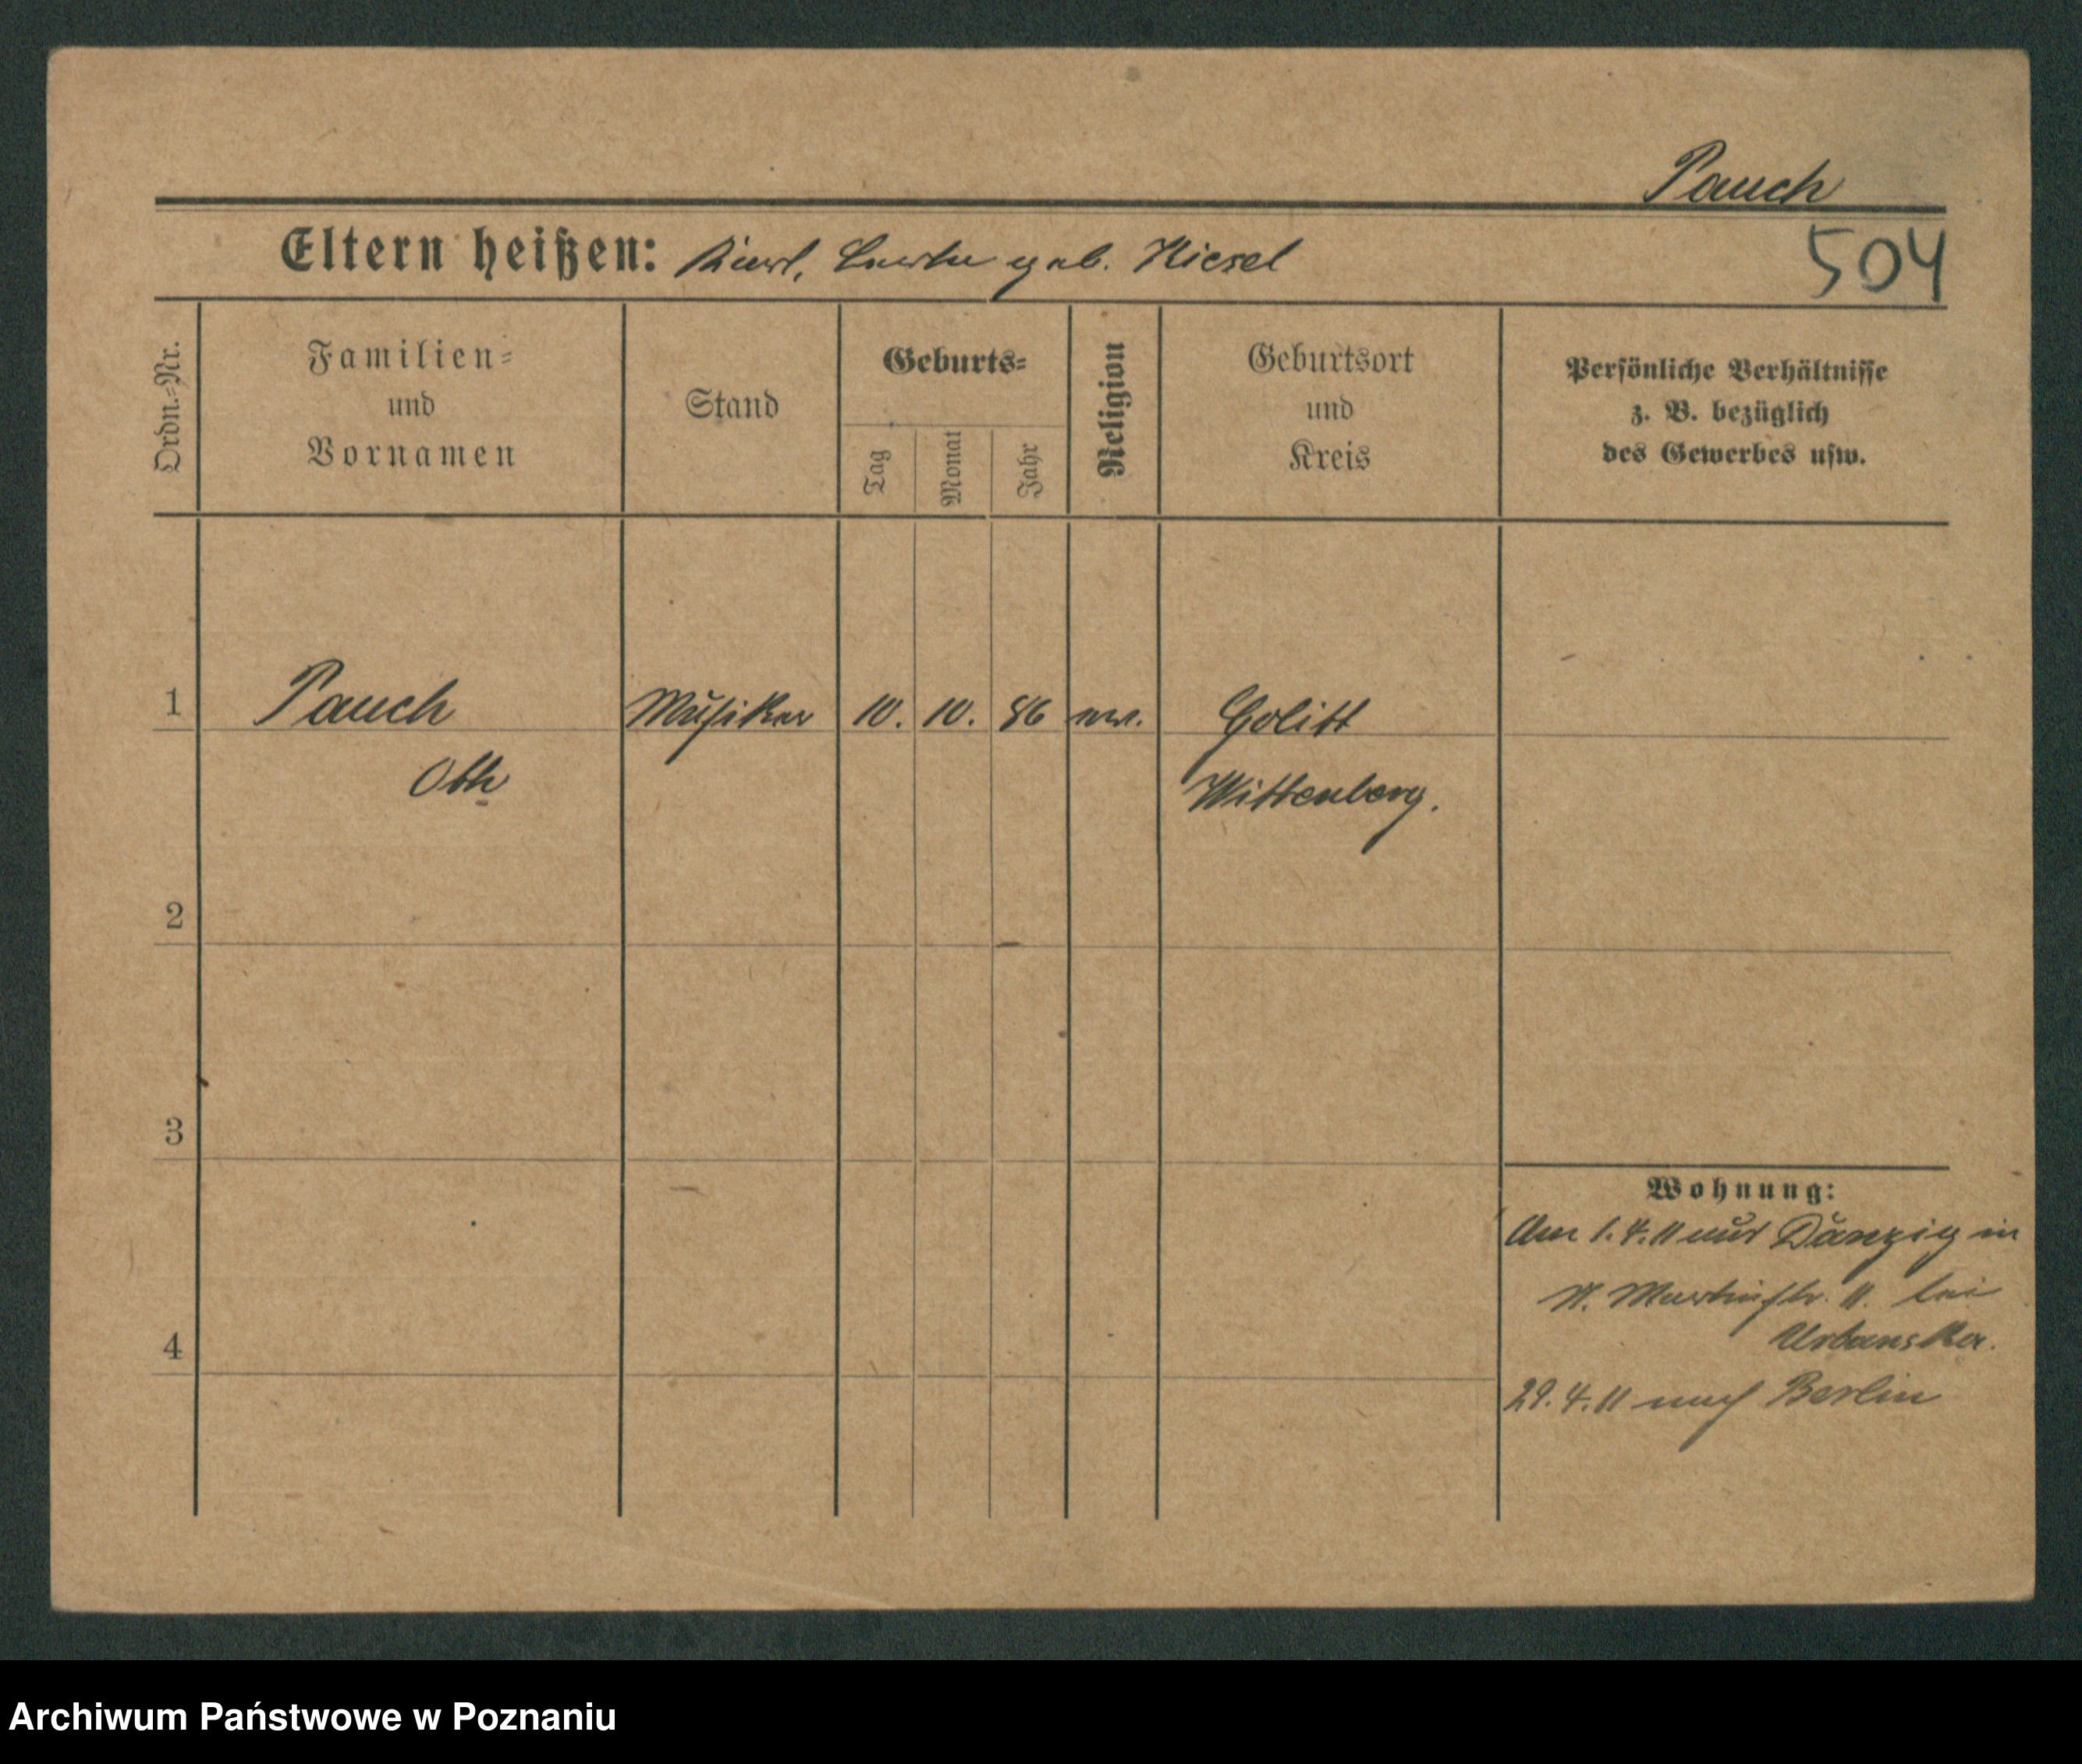 Pauch
Eltern heißen: Karl, Berta geb. Kiesel
504
Ordn.-Nr.
Familien-
und
Vornamen
Stand
Geburts-
Tag
Monat
Jahr
Religion
Geburtsort
und
Kreis
Persönliche Verhältnisse
z. B. bezüglich
des Gewerbes usw.
1
Pauch
Otto
Musiker
10. 10. 86
ev.
Wittenberg.
2
3
4
Wohnung:
Am 1.4.11 aus Danzig in
St. Martinstr. 11. bei
Urbanska.
29.4.11 nach Berlin
Archiwum Państwowe w Poznaniu